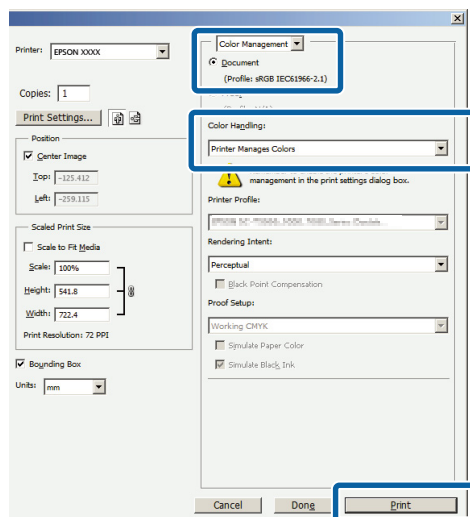 Printer:
EPSON XXXX
Copies:
1
Print Settings...
Position
Center Image
Top:
-125.412
Left:
-259.115
Scaled Print Size
Scale to Fit Media
Scale:
100%
Height:
541.8
Width:
722.4
Print Resolution: 72 PPI
Bounding Box
Units:
mm
Color Management
Document
(Profile: sRGB IEC61966-2.1)
Color Handling:
Printer Manages Colors
management in the print settings dialog box.
Printer Profile:
Rendering Intent:
Perceptual
Black Point Compensation
Proof Setup:
Working CMYK
Simulate Paper Color
Simulate Black Ink
Cancel
Done
Print